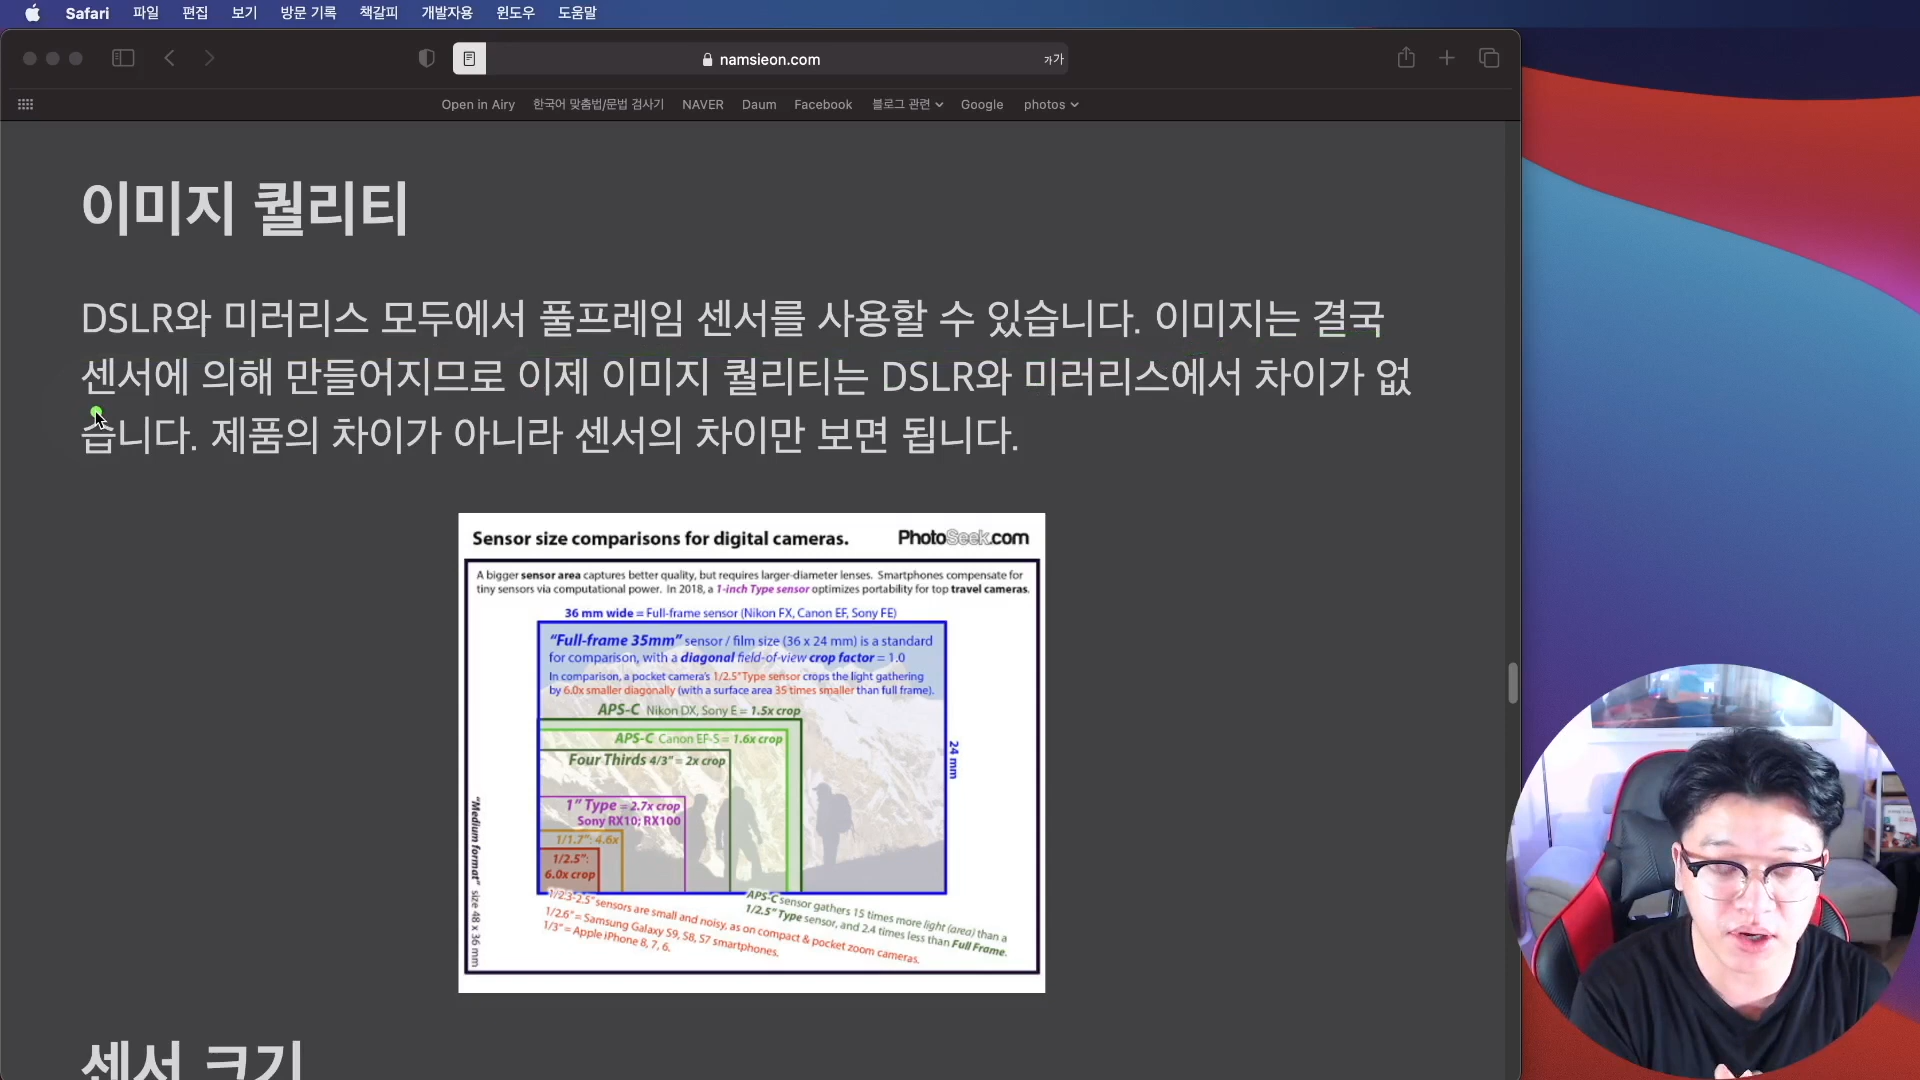 Safari 파일 편집 보기 방문 기록 책갈피 개발자용 윈도우 도움말
namsieon.com
가가
Open in Airy 한국어 맞춤법/문법 검사기 NAVER Daum Facebook 블로그 관련 Google photos
이미지 퀄리티
DSLR와 미러리스 모두에서 풀프레임 센서를 사용할 수 있습니다. 이미지는 결국
센서에 의해 만들어지므로 이제 이미지 퀄리티는 DSLR와 미러리스에서 차이가 없
습니다. 제품의 차이가 아니라 센서의 차이만 보면 됩니다.
Sensor size comparisons for digital cameras. PhotoSeek.com
A bigger sensor area captures better quality, but requires larger-diameter lenses. Smartphones compensate for
tiny sensors via computational power. In 2018, a 1-inch Type sensor optimizes portability for top travel cameras.
36 mm wide = Full-frame sensor (Nikon FX, Canon EF, Sony FE)
"Full-frame 35mm" sensor / film size (36 x 24 mm) is a standard
for comparison, with a diagonal field-of-view crop factor = 1.0
In comparison, a pocket camera's 1/2.5" Type sensor crops the light gathering
by 6.0x smaller diagonally (with a surface area 35 times smaller than full frame).
APS-C Nikon DX, Sony E = 1.5x crop
APS-C Canon EF-S = 1.6x crop
Four Thirds 4/3" = 2x crop
24 mm
1" Type = 2.7x crop
Sony RX10; RX100
1/1.7": 4.6x
1/2.5":
6.0x crop
"Medium format" size 48 x 36 mm
1/2.3-2.5" sensors are small and noisy, as on compact & pocket zoom cameras.
1/2.6" = Samsung Galaxy S9, S8, S7 smartphones.
1/3" = Apple iPhone 8, 7, 6.
APS-C sensor gathers 15 times more light (area) than a
1/2.5" Type sensor, and 2.4 times less than Full Frame.
센서 크기